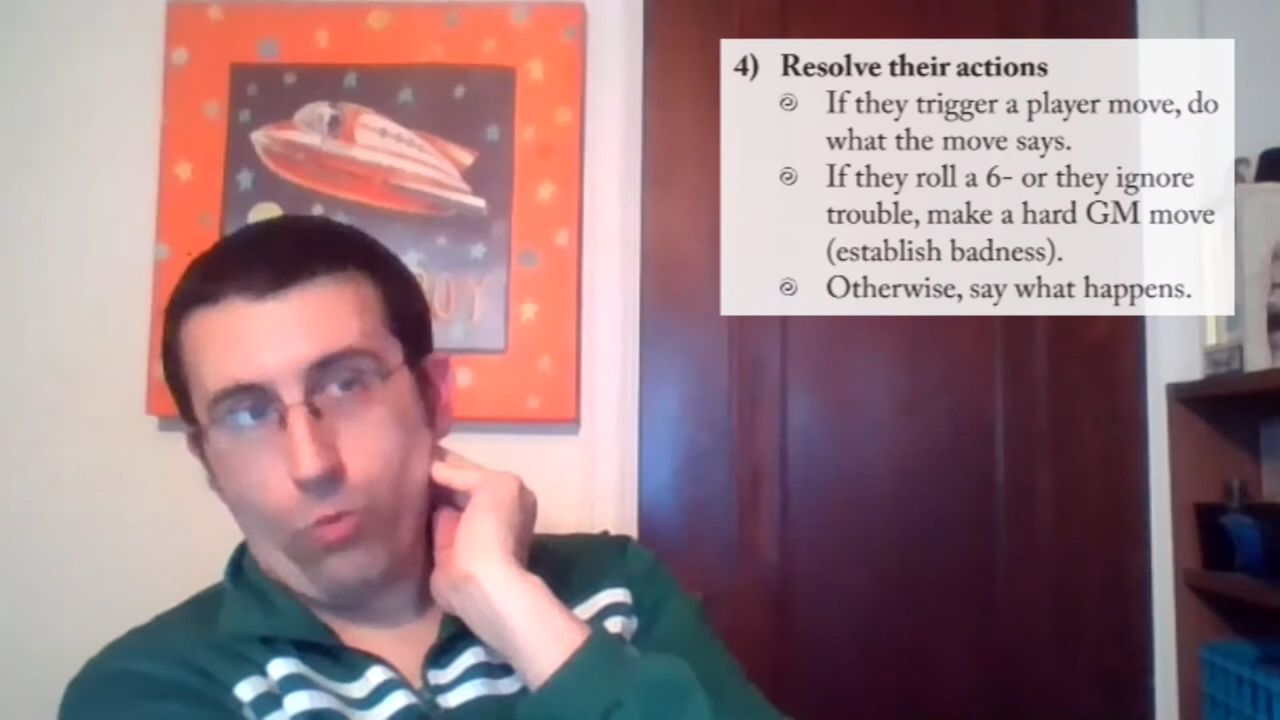 4) Resolve their actions
If they trigger a player move, do
what the move says.
If they roll a 6- or they ignore
trouble, make a hard GM move
(establish badness).
Otherwise, say what happens.